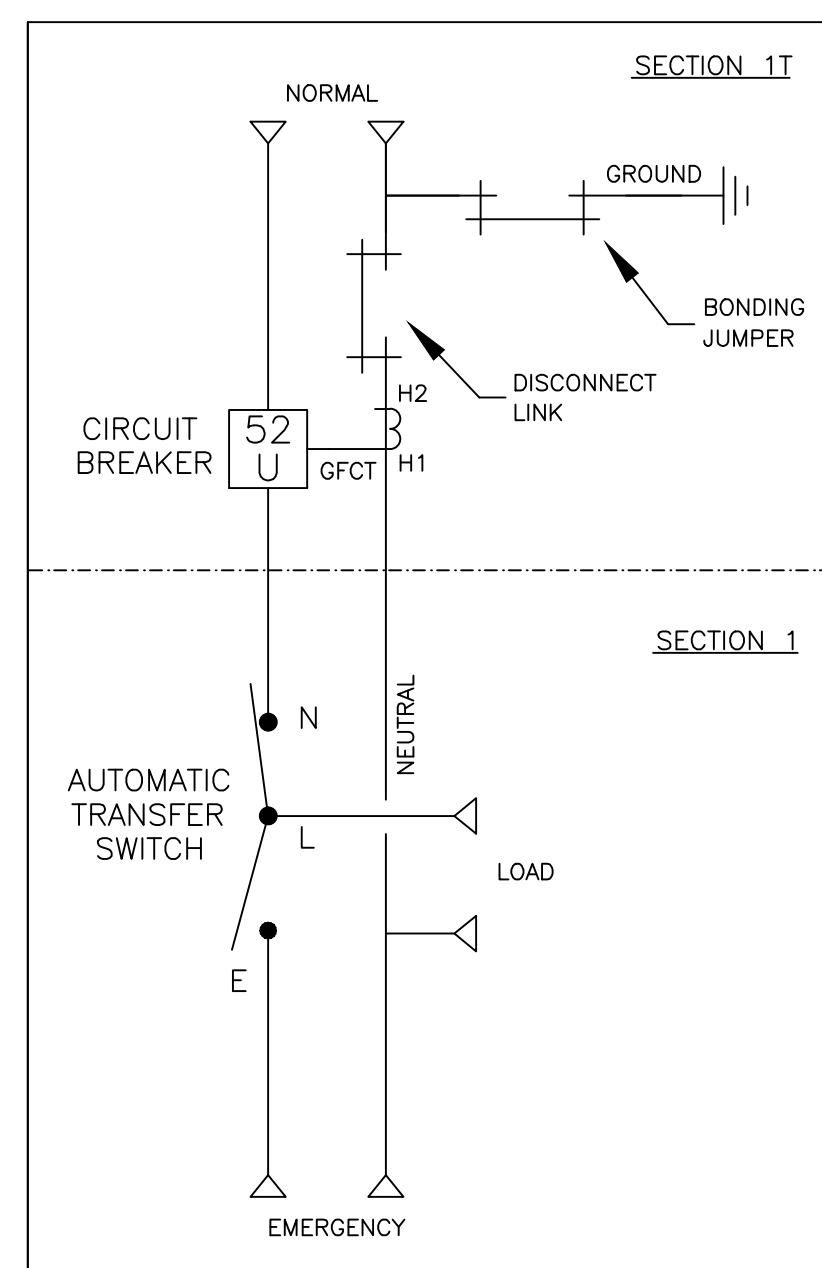 SECTION 1T
NORMAL
GROUND
BONDING
JUMPER
DISCONNECT
LINK
H2
CIRCUIT
BREAKER
52
U
GFCT
H1
SECTION 1
NEUTRAL
N
AUTOMATIC
TRANSFER
SWITCH
L
LOAD
E
EMERGENCY